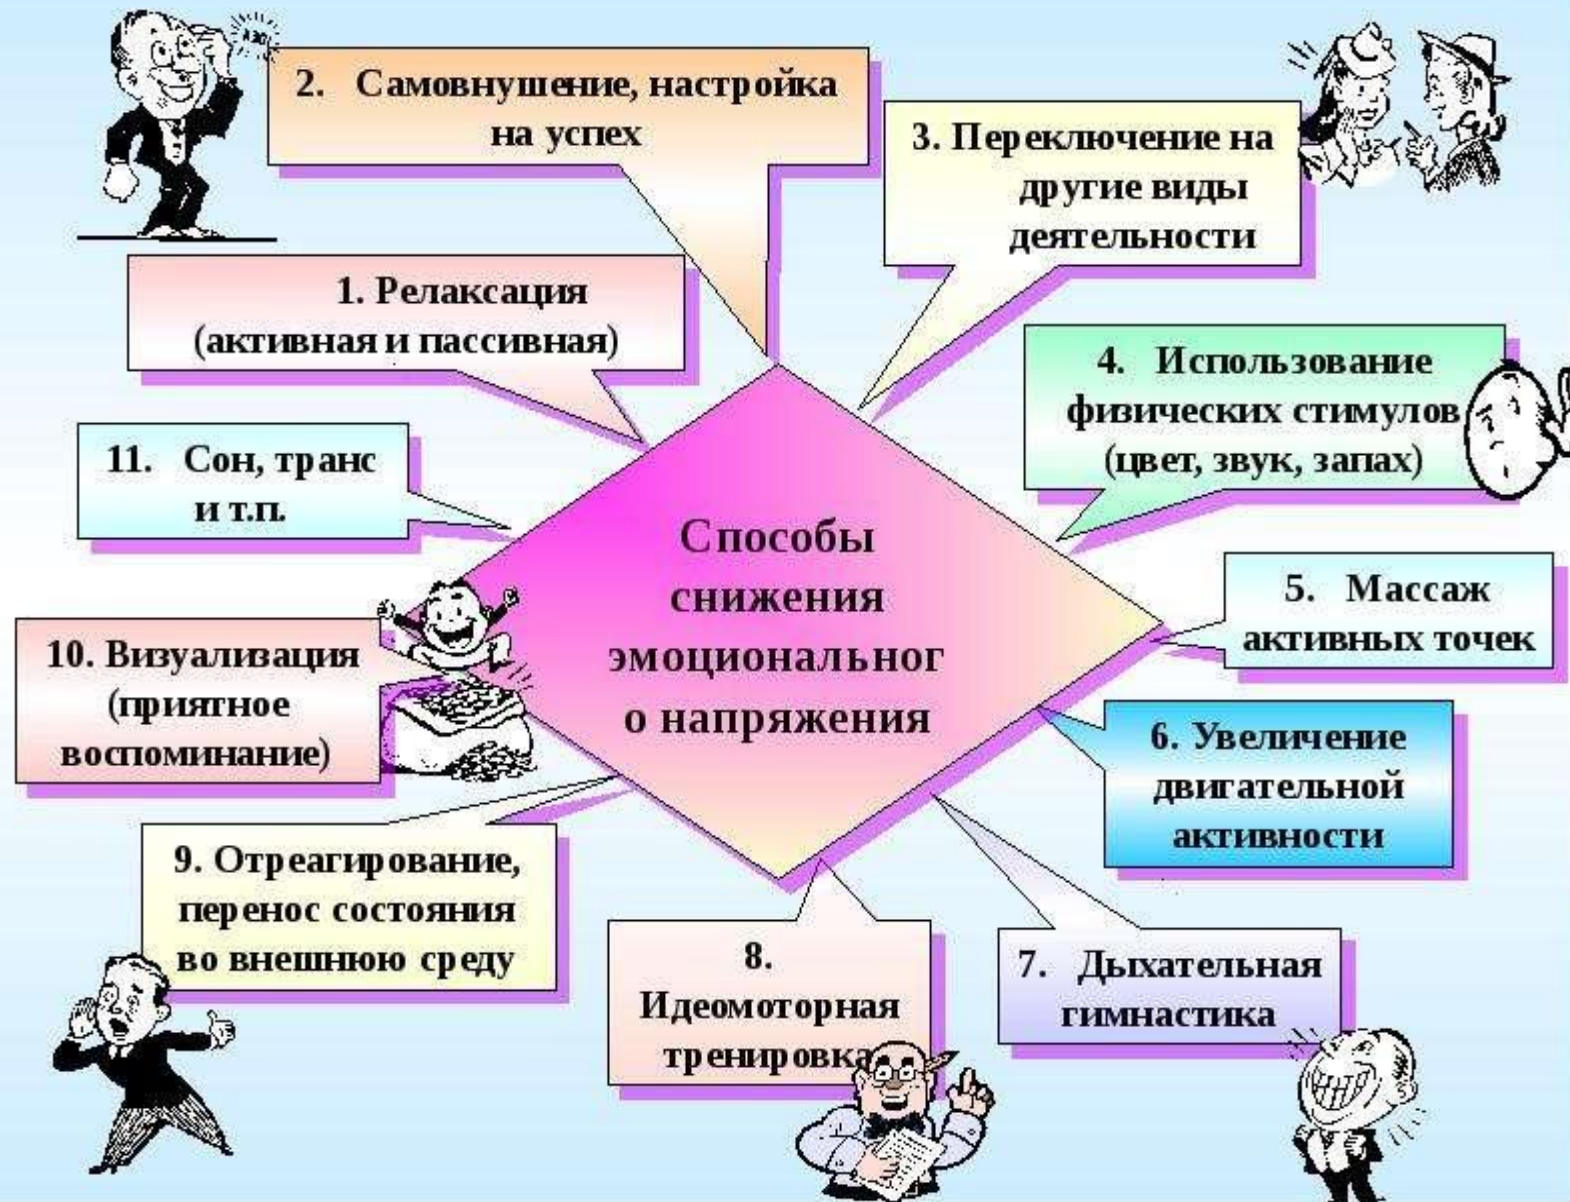 2. Самовнушение, настройка
на успех
3. Переключение на
другие виды
деятельности
1. Релаксация
(активная и пассивная)
4. Использование
физических стимулов
(цвет, звук, запах)
11. Сон, транс
и т.п.
Способы
снижения
эмоциональног
о напряжения
5. Массаж
активных точек
10. Визуализация
(приятное
воспоминание)
6. Увеличение
двигательной
активности
9. Отреагирование,
перенос состояния
во внешнюю среду
8.
Идеомоторная
тренировка
7. Дыхательная
гимнастика